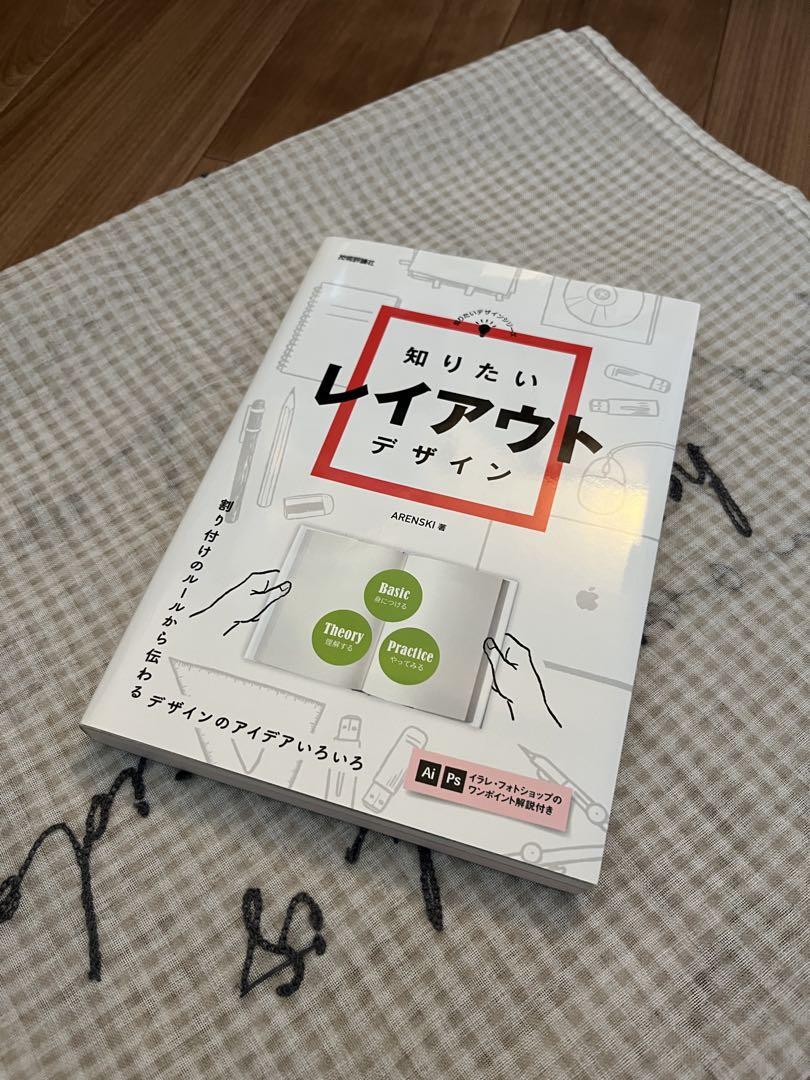 技術評論社
知りたいデザインシリーズ
知りたい
レイアウト
デザイン
ARENSKI 著
Basic
身につける
Theory
理解する
Practice
やってみる
割り付けのルールから伝わる
デザインのアイデアいろいろ
Ai Ps
イラレ・フォトショップの
ワンポイント解説付き